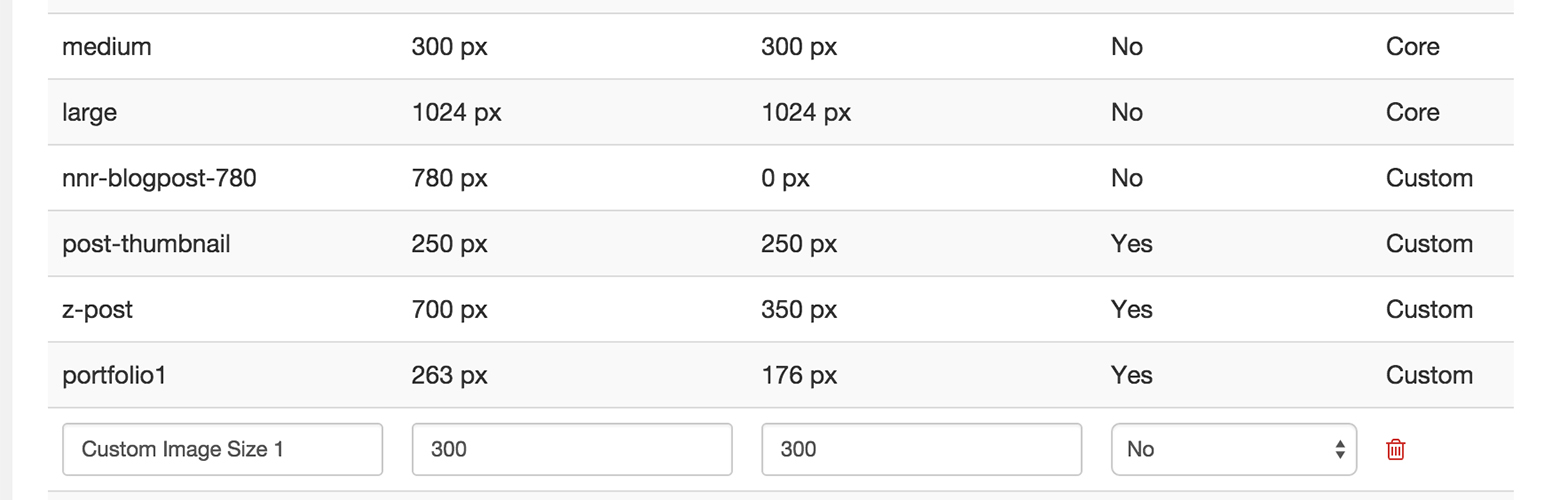 medium 300 px 300 px No Core
large 1024 px 1024 px No Core
nnr-blogpost-780 780 px 0 px No Custom
post-thumbnail 250 px 250 px Yes Custom
z-post 700 px 350 px Yes Custom
portfolio1 263 px 176 px Yes Custom
Custom Image Size 1 300 300 No